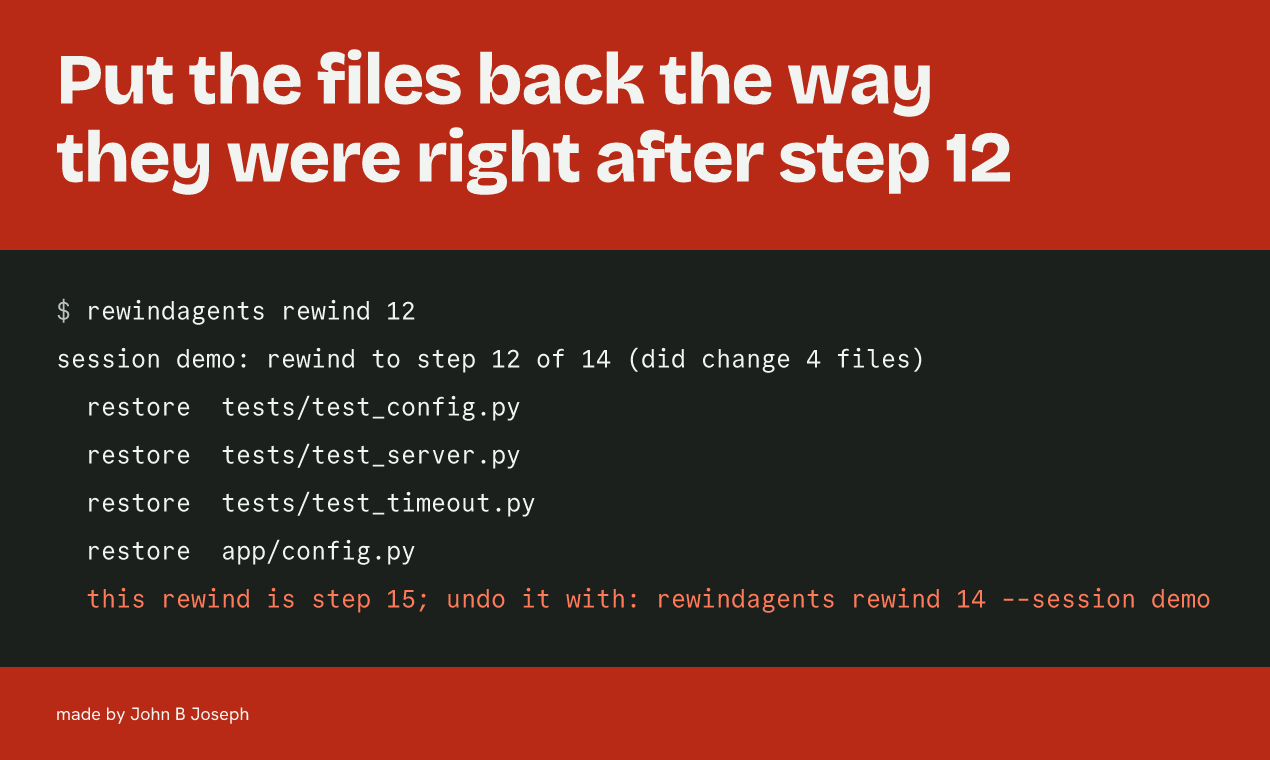 Put the files back the way
they were right after step 12
$ rewindagents rewind 12
session demo: rewind to step 12 of 14 (did change 4 files)
  restore  tests/test_config.py
  restore  tests/test_server.py
  restore  tests/test_timeout.py
  restore  app/config.py
  this rewind is step 15; undo it with: rewindagents rewind 14 --session demo
made by John B Joseph